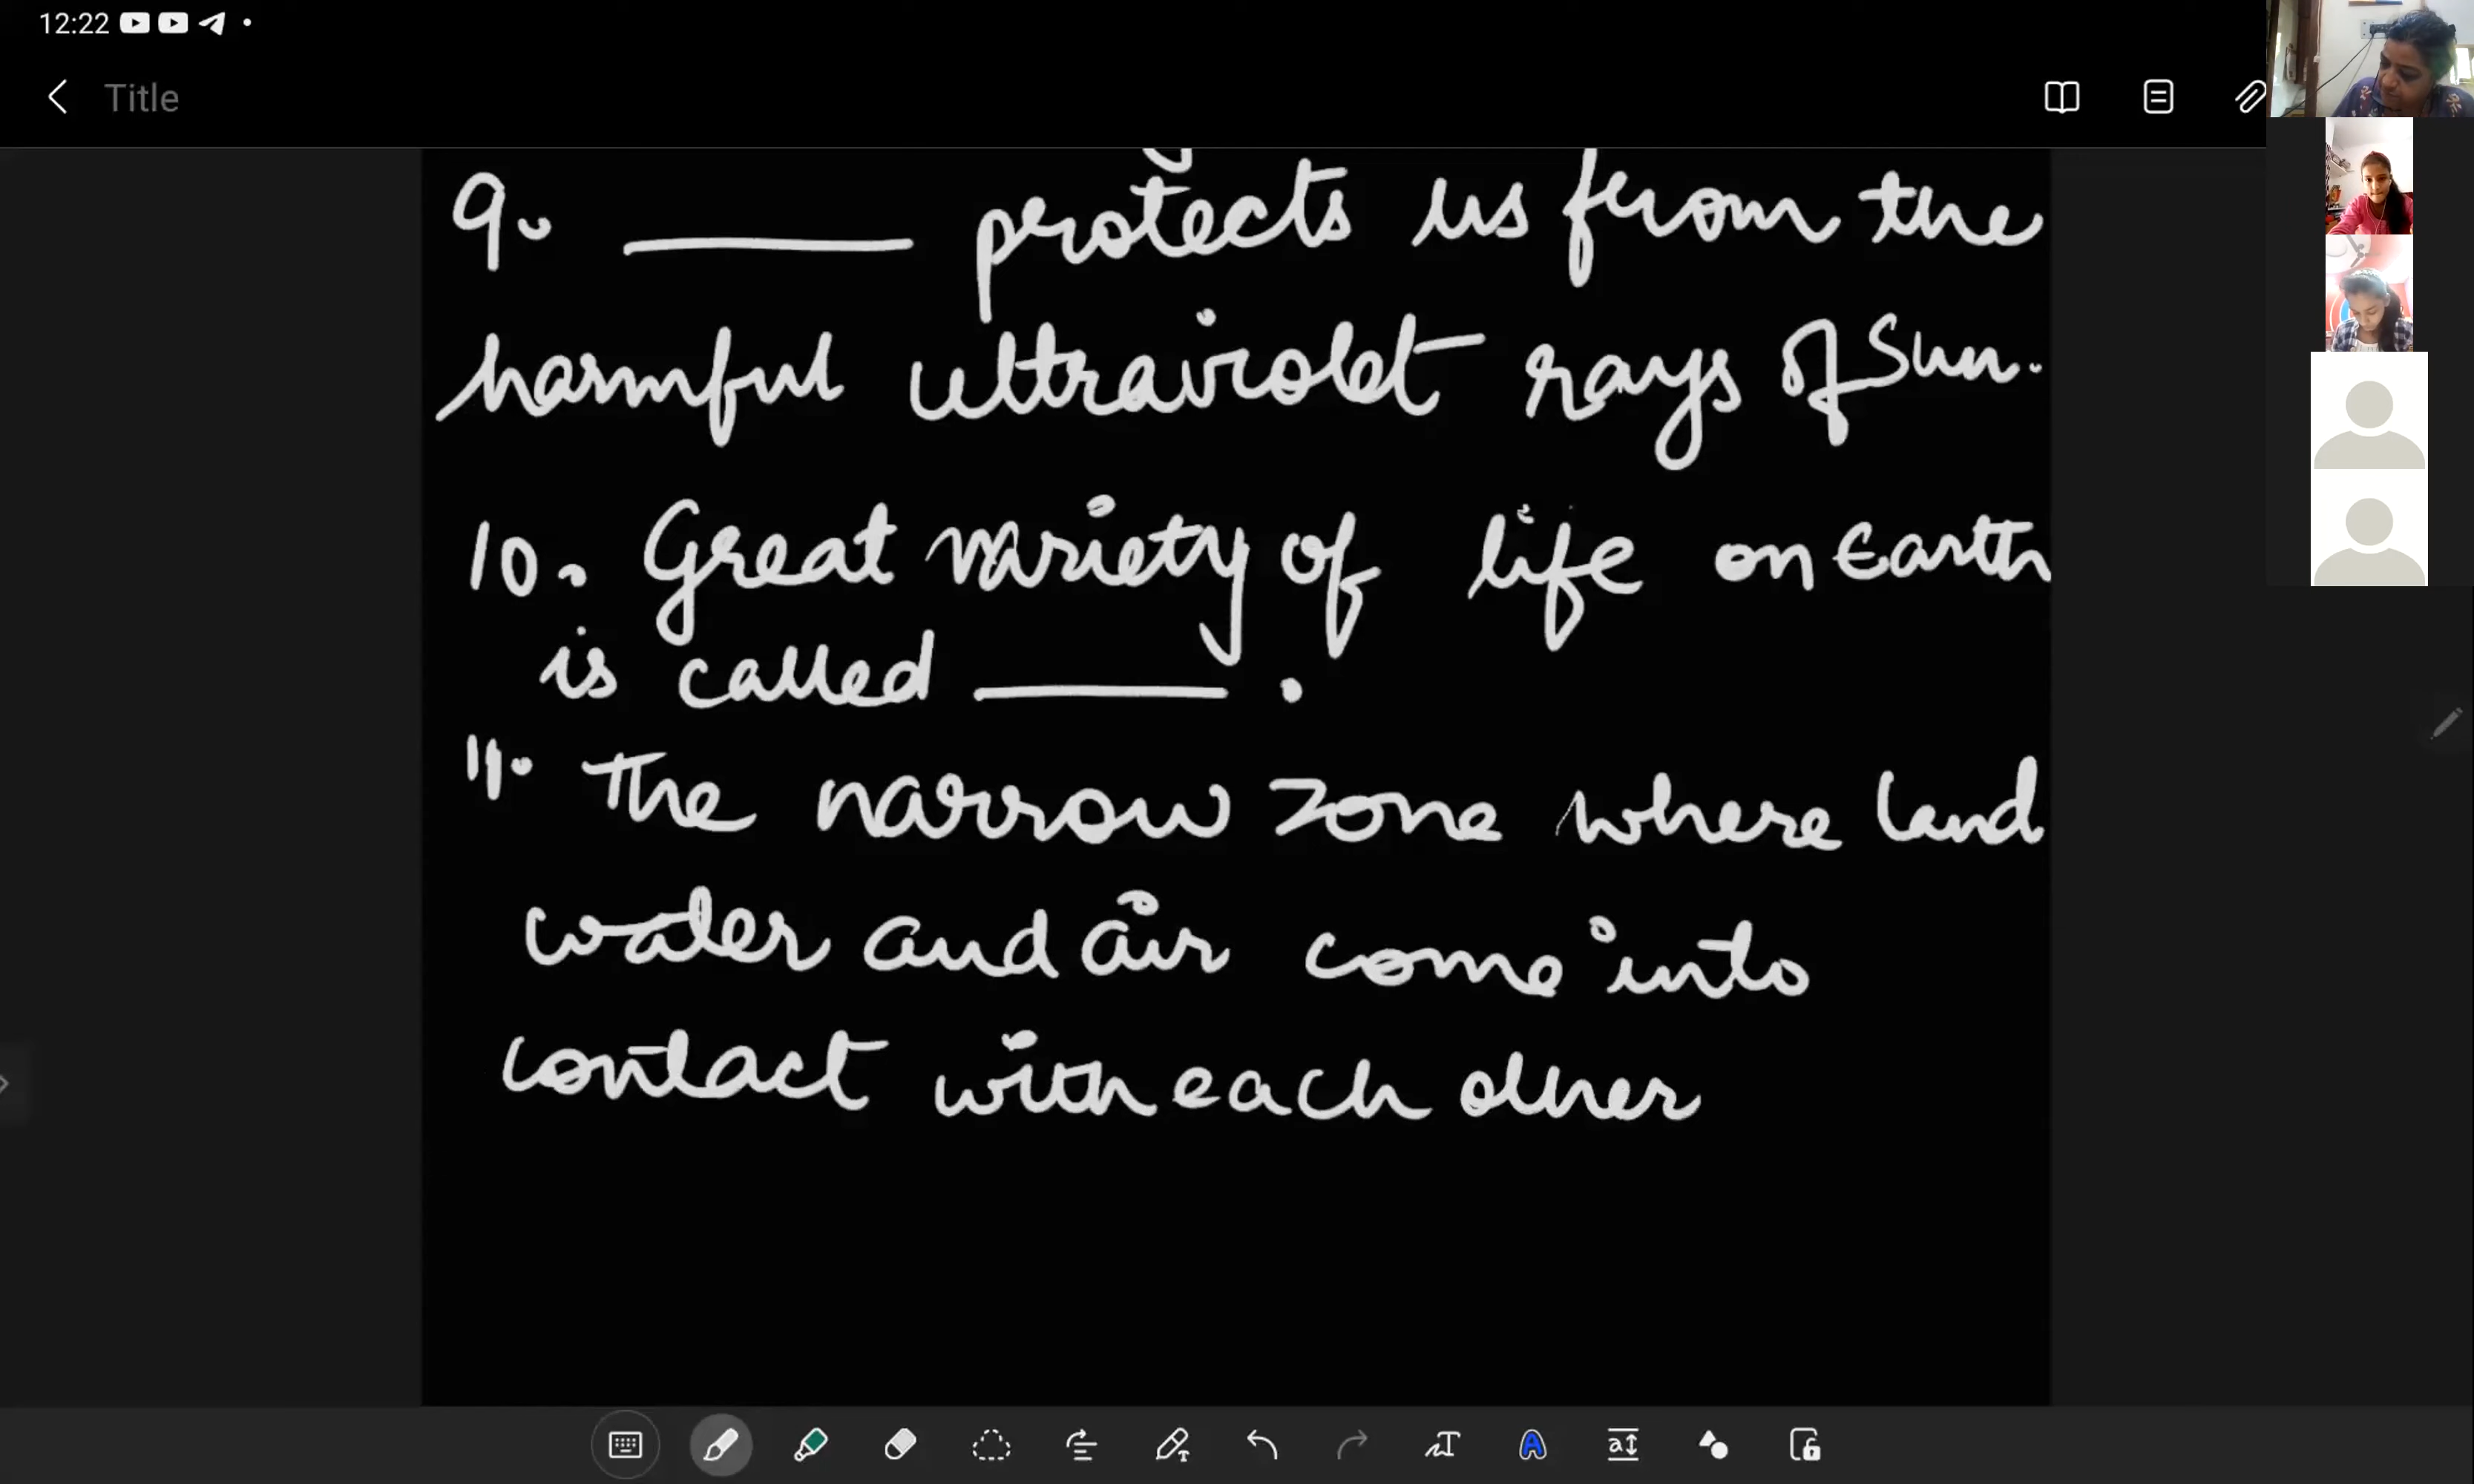 12:22
Title
9. ______ protects us from the
harmful ultraviolet rays of Sun.
10. Great variety of life on Earth
is called ______ .
11. The narrow zone where land
water and air come into
contact with each other